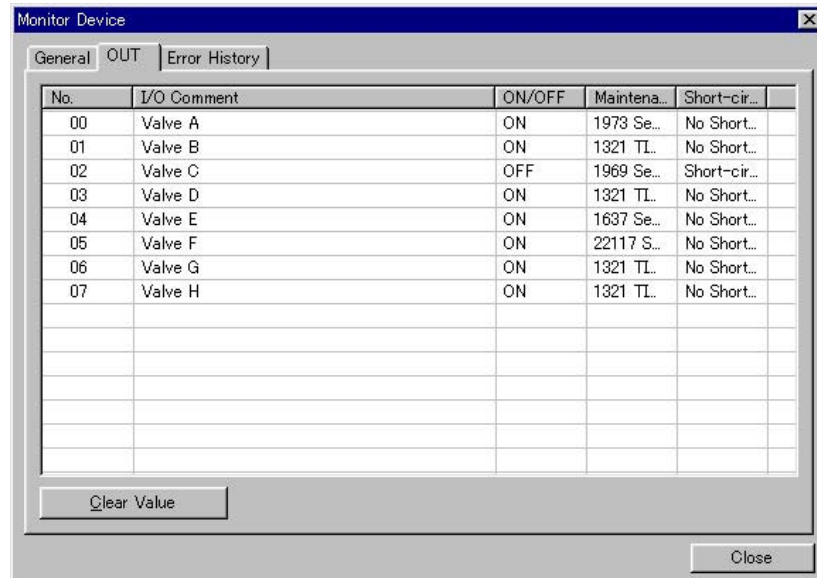 Monitor Device
General OUT Error History
No. I/O Comment ON/OFF Maintena... Short-cir...
00 Valve A ON 1973 Se... No Short...
01 Valve B ON 1321 TI... No Short...
02 Valve C OFF 1969 Se... Short-cir...
03 Valve D ON 1321 TI... No Short...
04 Valve E ON 1637 Se... No Short...
05 Valve F ON 22117 S... No Short...
06 Valve G ON 1321 TI... No Short...
07 Valve H ON 1321 TI... No Short...
Clear Value
Close